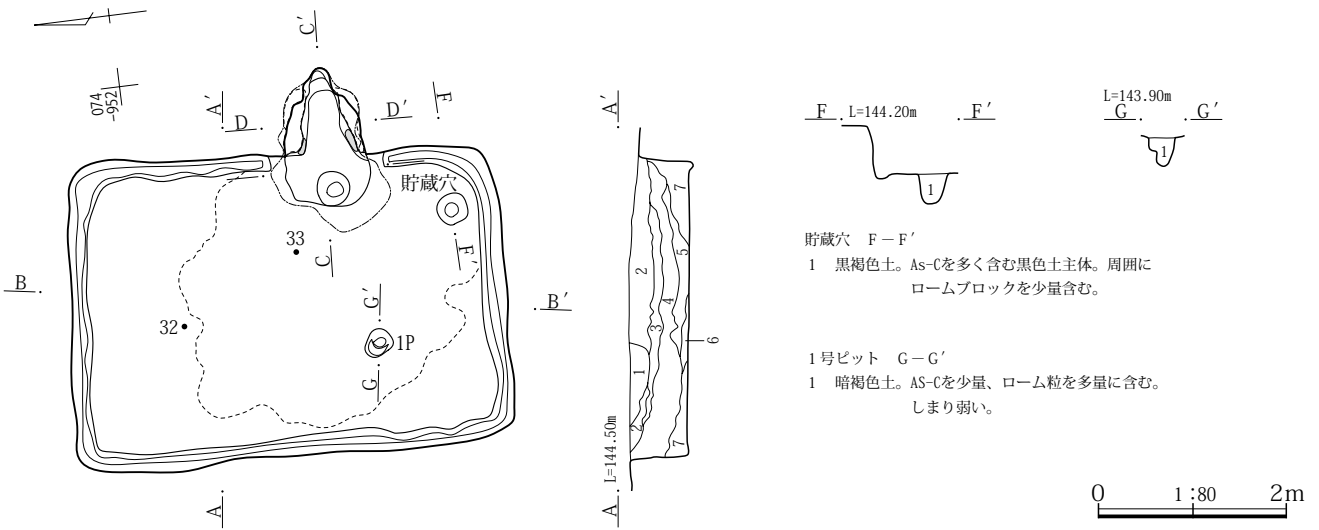 C′
074
-952
A′
D
D′
F
貯蔵穴
33
C
F′
B
G′
B′
32
1P
G
A
A′
7
2
5
4
3
6
1
2
7
L=144.50m
A
F L=144.20m F′
1
L=143.90m
G G′
1
貯蔵穴 F－F′
1 黒褐色土。As-Cを多く含む黒色土主体。周囲に
ロームブロックを少量含む。
1号ピット G－G′
1 暗褐色土。AS-Cを少量、ローム粒を多量に含む。
しまり弱い。
0 1:80 2m